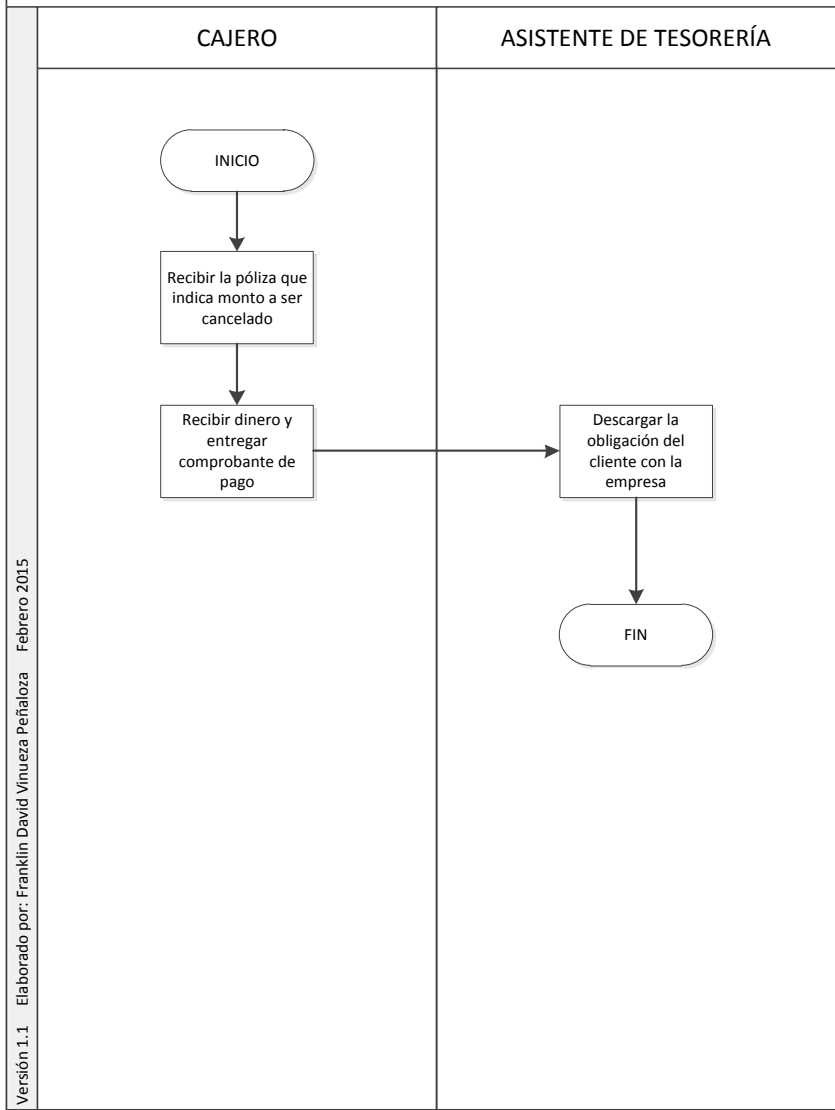 CAJERO
ASISTENTE DE TESORERÍA
INICIO
Recibir la póliza que
indica monto a ser
cancelado
Recibir dinero y
entregar
comprobante de
pago
Descargar la
obligación del
cliente con la
empresa
FIN
Versión 1.1 Elaborado por: Franklin David Vinueza Peñaloza Febrero 2015